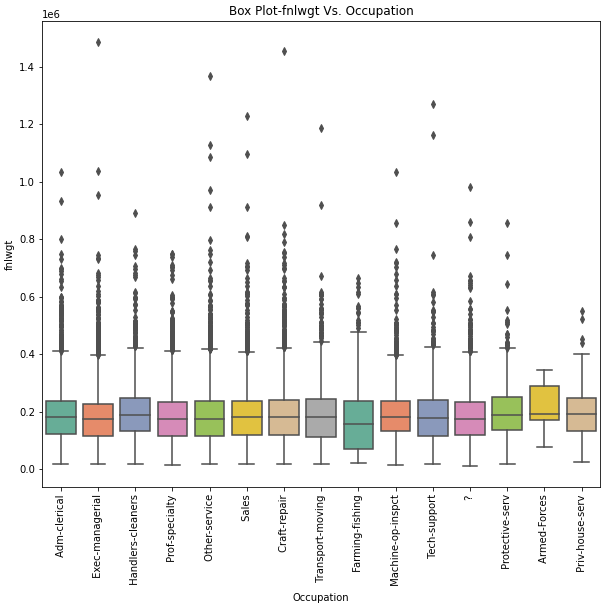 Box Plot-fnlwgt Vs. Occupation
1e6
1.4
1.2
1.0
0.8
0.6
0.4
0.2
0.0
fnlwgt
Adm-clerical
Exec-managerial
Handlers-cleaners
Prof-specialty
Other-service
Sales
Craft-repair
Transport-moving
Farming-fishing
Machine-op-inspct
Tech-support
?
Protective-serv
Armed-Forces
Priv-house-serv
Occupation